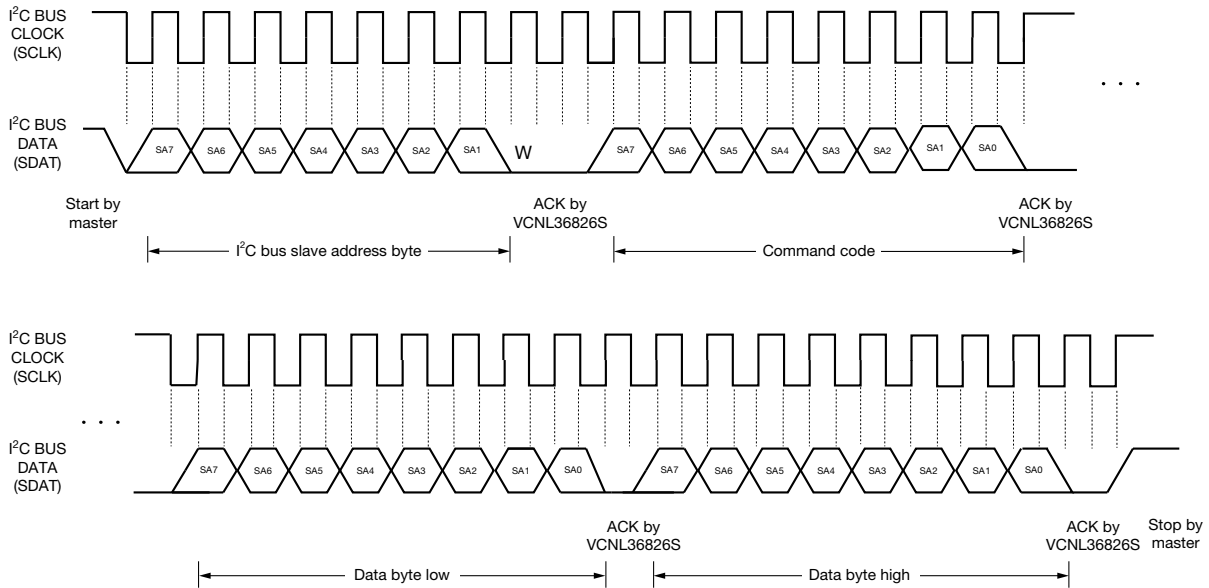 I²C BUS
CLOCK
(SCLK)
. . .
I²C BUS
DATA
(SDAT)
SA7 SA6 SA5 SA4 SA3 SA2 SA1 W SA7 SA6 SA5 SA4 SA3 SA2 SA1 SA0
Start by
master
ACK by
VCNL36826S
ACK by
VCNL36826S
I²C bus slave address byte
Command code
I²C BUS
CLOCK
(SCLK)
. . .
I²C BUS
DATA
(SDAT)
SA7 SA6 SA5 SA4 SA3 SA2 SA1 SA0 SA7 SA6 SA5 SA4 SA3 SA2 SA1 SA0
ACK by
VCNL36826S
ACK by
VCNL36826S
Stop by
master
Data byte low
Data byte high